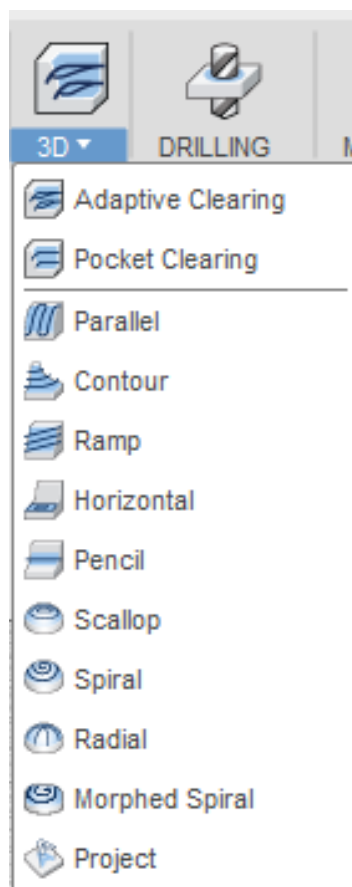 3D
DRILLING
Adaptive Clearing
Pocket Clearing
Parallel
Contour
Ramp
Horizontal
Pencil
Scallop
Spiral
Radial
Morphed Spiral
Project